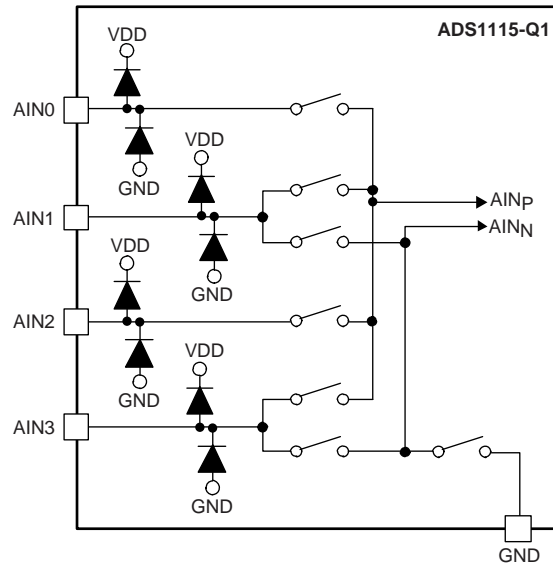 ADS1115-Q1
VDD
AIN0
GND
VDD
AIN1
GND
AINP
AINN
VDD
AIN2
GND
VDD
AIN3
GND
GND